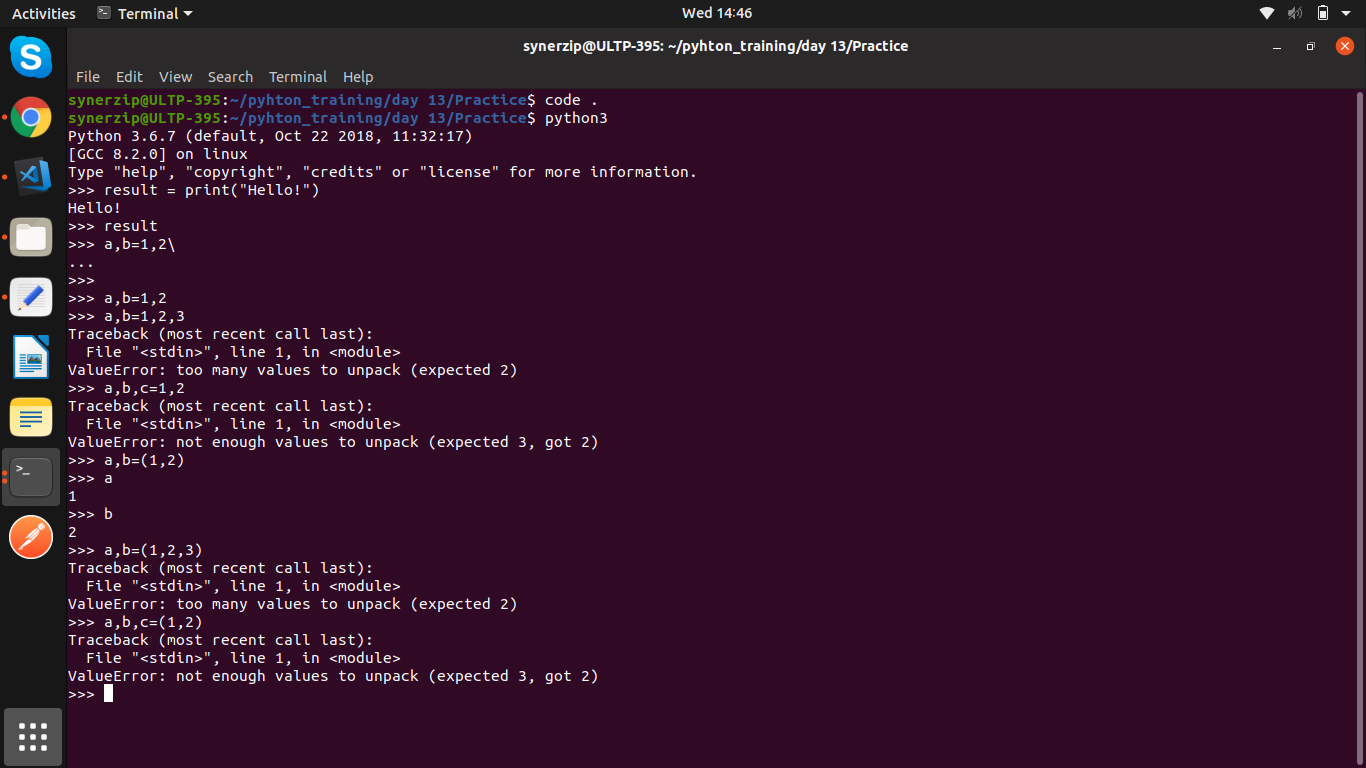 Activities Terminal Wed 14:46
synerzip@ULTP-395: ~/pyhton_training/day 13/Practice
File Edit View Search Terminal Help
synerzip@ULTP-395:~/pyhton_training/day 13/Practice$ code .
synerzip@ULTP-395:~/pyhton_training/day 13/Practice$ python3
Python 3.6.7 (default, Oct 22 2018, 11:32:17)
[GCC 8.2.0] on linux
Type "help", "copyright", "credits" or "license" for more information.
>>> result = print("Hello!")
Hello!
>>> result
>>> a,b=1,2\
...
>>>
>>> a,b=1,2
>>> a,b=1,2,3
Traceback (most recent call last):
  File "<stdin>", line 1, in <module>
ValueError: too many values to unpack (expected 2)
>>> a,b,c=1,2
Traceback (most recent call last):
  File "<stdin>", line 1, in <module>
ValueError: not enough values to unpack (expected 3, got 2)
>>> a,b=(1,2)
>>> a
1
>>> b
2
>>> a,b=(1,2,3)
Traceback (most recent call last):
  File "<stdin>", line 1, in <module>
ValueError: too many values to unpack (expected 2)
>>> a,b,c=(1,2)
Traceback (most recent call last):
  File "<stdin>", line 1, in <module>
ValueError: not enough values to unpack (expected 3, got 2)
>>>